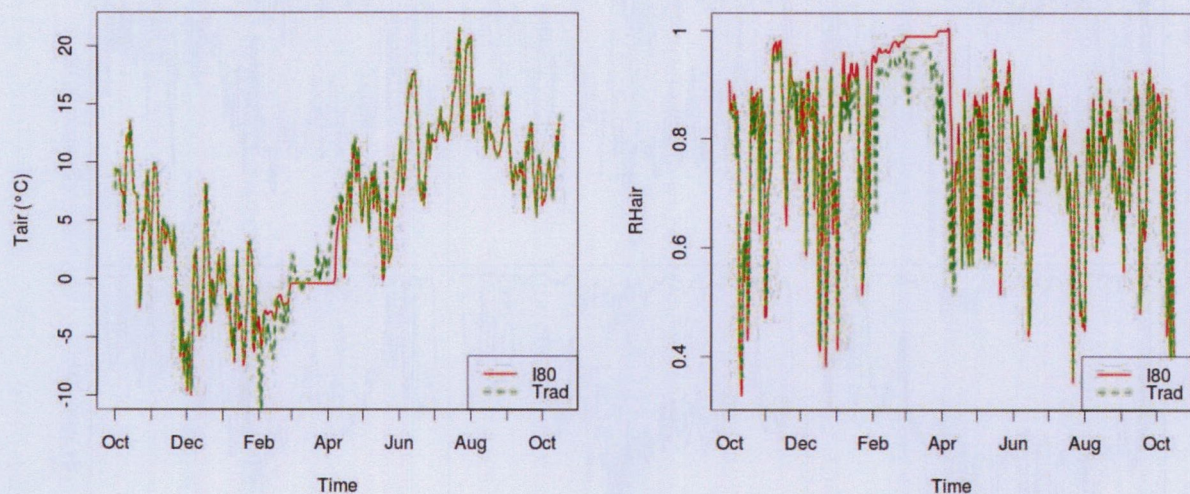 20
15
10
5
0
-5
-10
Tair (°C)
Oct
Dec
Feb
Apr
Jun
Aug
Oct
Time
I80
Trad
1
0.8
0.6
0.4
RHair
Oct
Dec
Feb
Apr
Jun
Aug
Oct
Time
I80
Trad